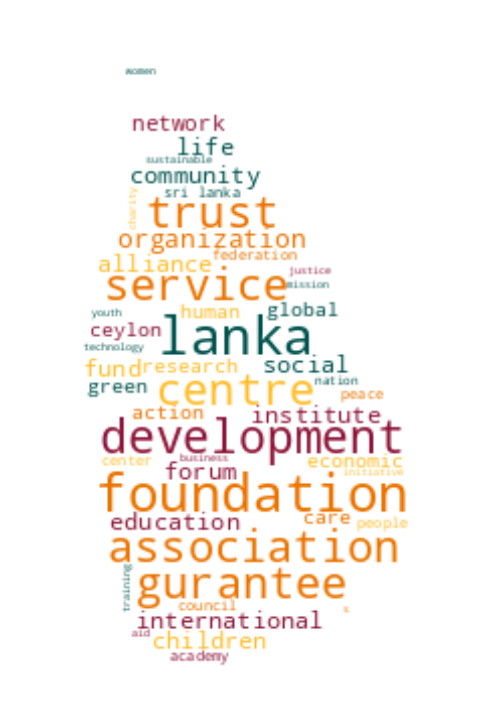 women
network
life
sustainable
community
sri lanka
charity
trust
organization
federation
alliance
justice
service
mission
human
global
youth
ceylon
lanka
technology
fund
research
social
green
centre
nation
peace
action
institute
development
center
business
economic
forum
initiative
foundation
education
care
people
association
training
gurantee
council
s
international
aid
children
academy